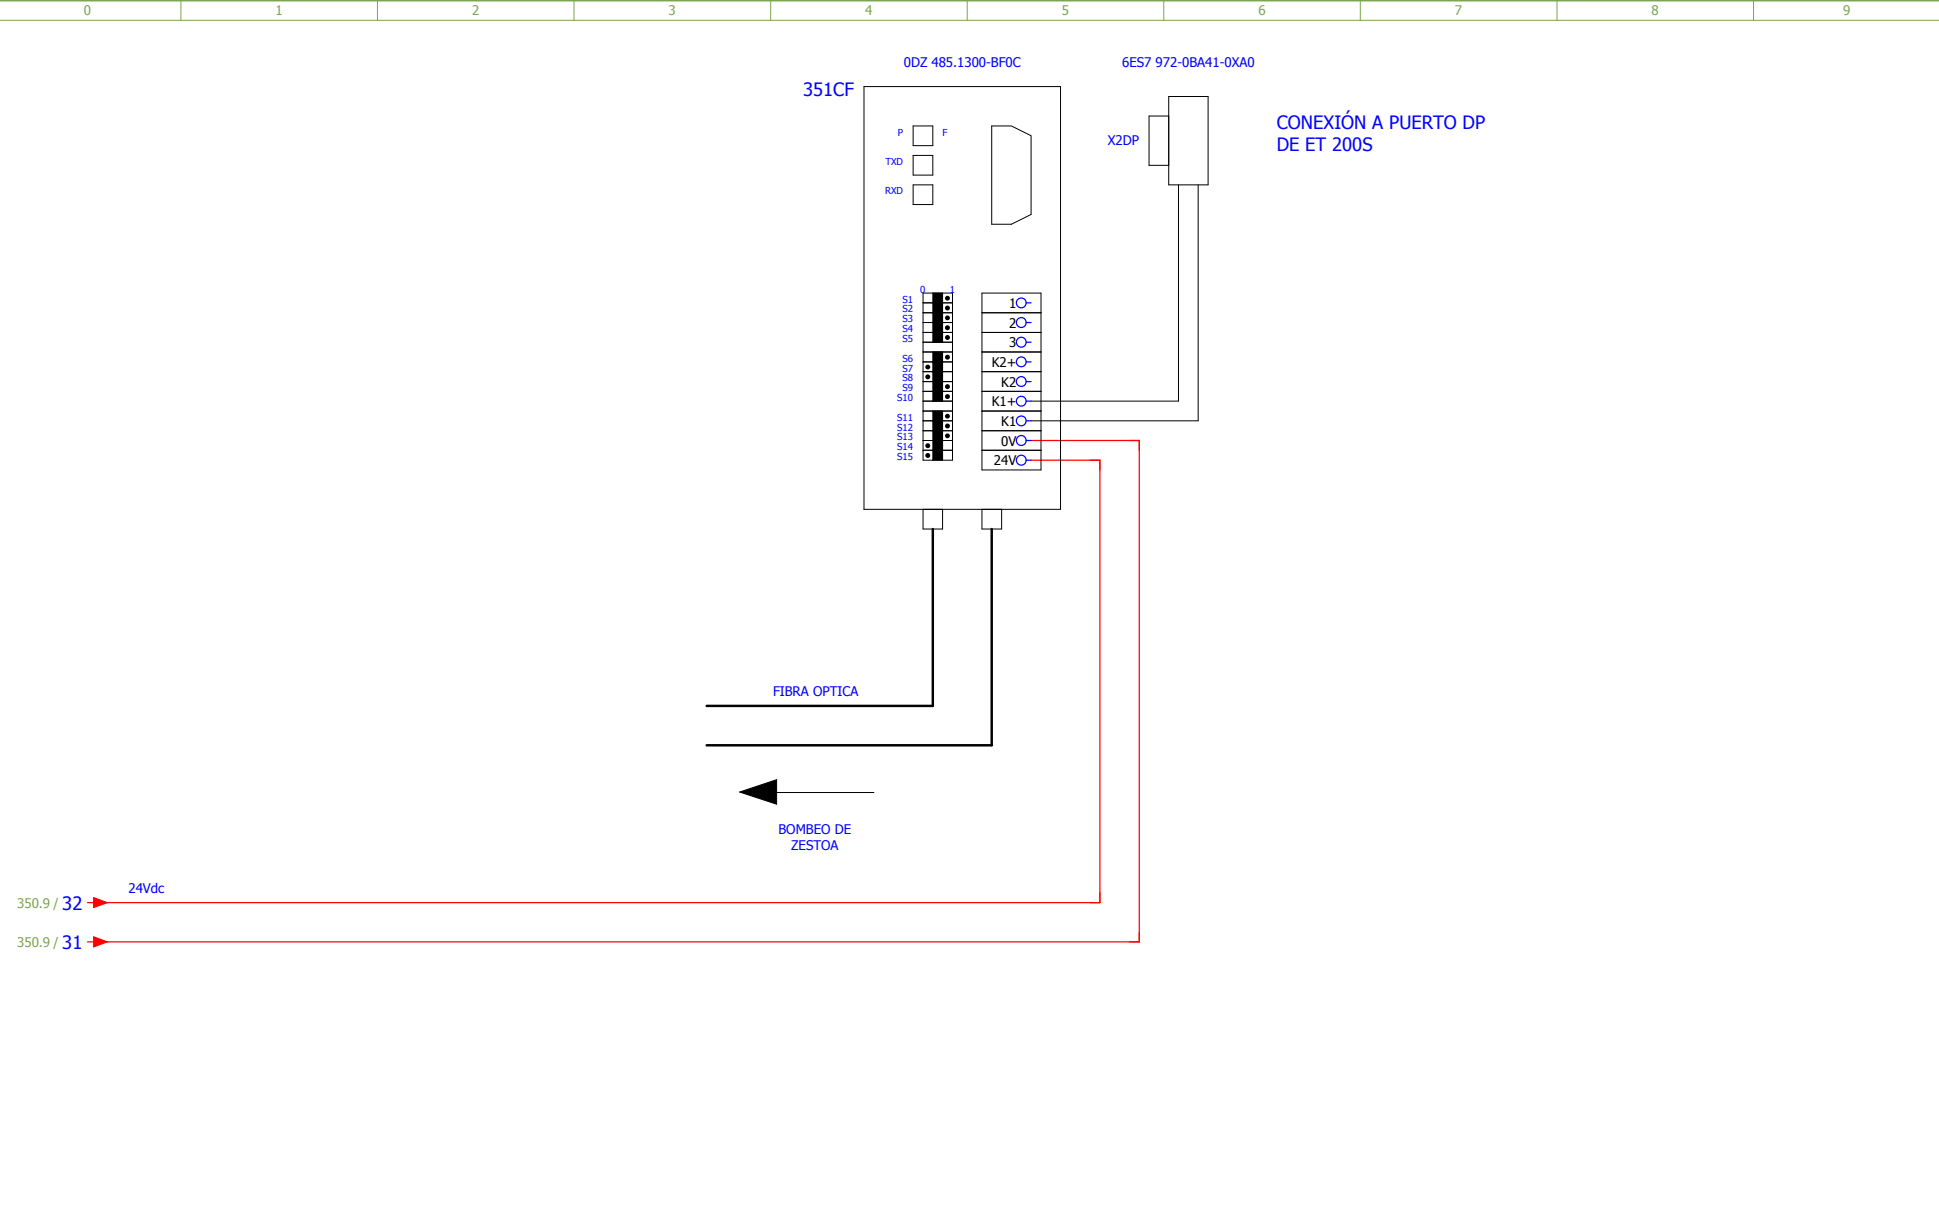 0 1 2 3 4 5 6 7 8 9
0DZ 485.1300-BF0C
6ES7 972-0BA41-0XA0
351CF
CONEXIÓN A PUERTO DP
DE ET 200S
X2DP
P F
TXD
RXD
0 1
S1
S2
S3
S4
S5
S6
S7
S8
S9
S10
S11
S12
S13
S14
S15
1
2
3
K2+
K2
K1+
K1
0V
24V
FIBRA OPTICA
BOMBEO DE
ZESTOA
24Vdc
350.9 / 32
350.9 / 31